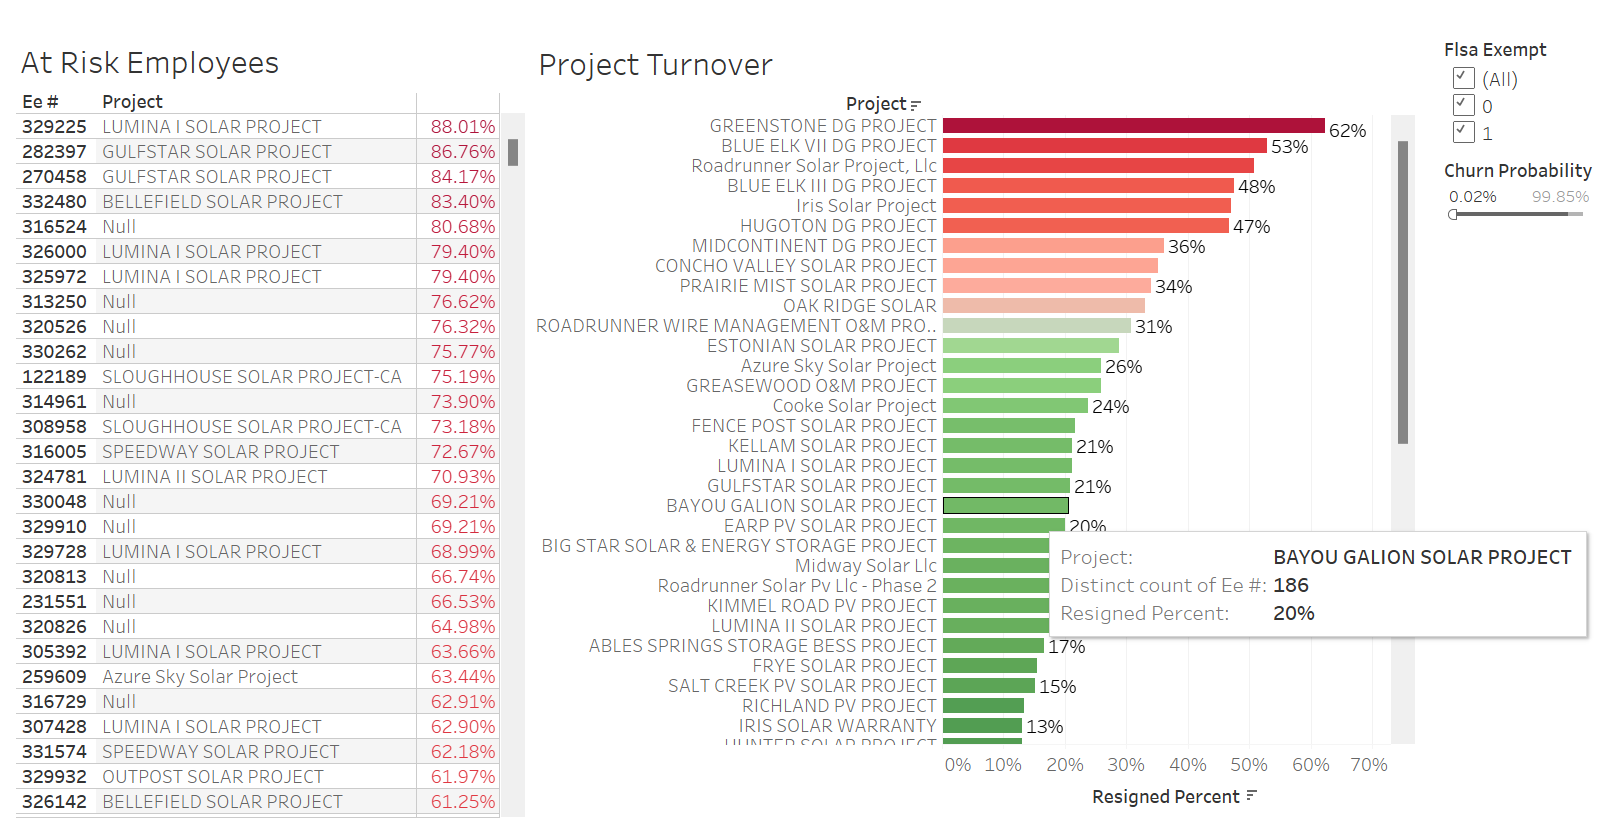 At Risk Employees
Ee # Project
329225 LUMINA I SOLAR PROJECT 88.01%
282397 GULFSTAR SOLAR PROJECT 86.76%
270458 GULFSTAR SOLAR PROJECT 84.17%
332480 BELLEFIELD SOLAR PROJECT 83.40%
316524 Null 80.68%
326000 LUMINA I SOLAR PROJECT 79.40%
325972 LUMINA I SOLAR PROJECT 79.40%
313250 Null 76.62%
320526 Null 76.32%
330262 Null 75.77%
122189 SLOUGHHOUSE SOLAR PROJECT-CA 75.19%
314961 Null 73.90%
308958 SLOUGHHOUSE SOLAR PROJECT-CA 73.18%
316005 SPEEDWAY SOLAR PROJECT 72.67%
324781 LUMINA II SOLAR PROJECT 70.93%
330048 Null 69.21%
329910 Null 69.21%
329728 LUMINA I SOLAR PROJECT 68.99%
320813 Null 66.74%
231551 Null 66.53%
320826 Null 64.98%
305392 LUMINA I SOLAR PROJECT 63.66%
259609 Azure Sky Solar Project 63.44%
316729 Null 62.91%
307428 LUMINA I SOLAR PROJECT 62.90%
331574 SPEEDWAY SOLAR PROJECT 62.18%
329932 OUTPOST SOLAR PROJECT 61.97%
326142 BELLEFIELD SOLAR PROJECT 61.25%
Project Turnover
Project
GREENSTONE DG PROJECT 62%
BLUE ELK VII DG PROJECT 53%
Roadrunner Solar Project, Llc
BLUE ELK III DG PROJECT 48%
Iris Solar Project
HUGOTON DG PROJECT 47%
MIDCONTINENT DG PROJECT 36%
CONCHO VALLEY SOLAR PROJECT
PRAIRIE MIST SOLAR PROJECT 34%
OAK RIDGE SOLAR
ROADRUNNER WIRE MANAGEMENT O&M PRO.. 31%
ESTONIAN SOLAR PROJECT
Azure Sky Solar Project 26%
GREASEWOOD O&M PROJECT
Cooke Solar Project 24%
FENCE POST SOLAR PROJECT
KELLAM SOLAR PROJECT 21%
LUMINA I SOLAR PROJECT
GULFSTAR SOLAR PROJECT 21%
BAYOU GALION SOLAR PROJECT
EARP PV SOLAR PROJECT 20%
BIG STAR SOLAR & ENERGY STORAGE PROJECT
Midway Solar Llc
Roadrunner Solar Pv Llc - Phase 2
KIMMEL ROAD PV PROJECT
LUMINA II SOLAR PROJECT
ABLES SPRINGS STORAGE BESS PROJECT 17%
FRYE SOLAR PROJECT
SALT CREEK PV SOLAR PROJECT 15%
RICHLAND PV PROJECT
IRIS SOLAR WARRANTY 13%
HUNTER SOLAR PROJECT
0% 10% 20% 30% 40% 50% 60% 70%
Resigned Percent
Project: BAYOU GALION SOLAR PROJECT
Distinct count of Ee #: 186
Resigned Percent: 20%
Flsa Exempt
(All)
0
1
Churn Probability
0.02% 99.85%